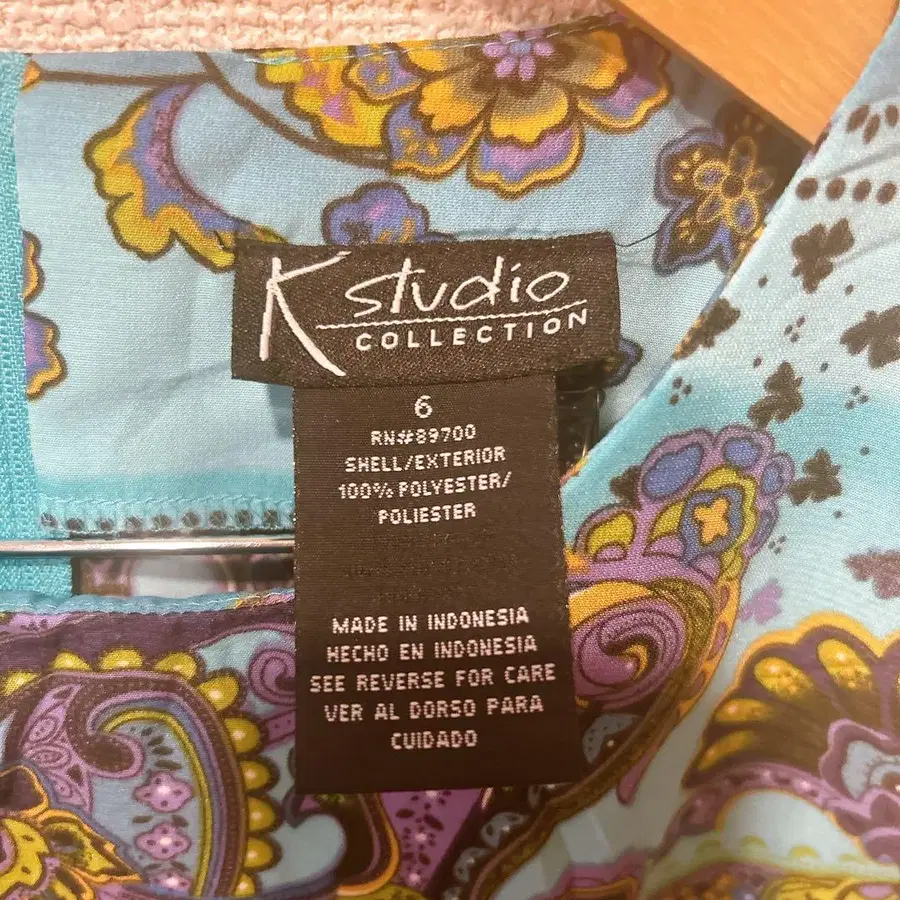 K studio
COLLECTION
6
RN#89700
SHELL/EXTERIOR
100% POLYESTER/
POLIESTER
MADE IN INDONESIA
HECHO EN INDONESIA
SEE REVERSE FOR CARE
VER AL DORSO PARA
CUIDADO